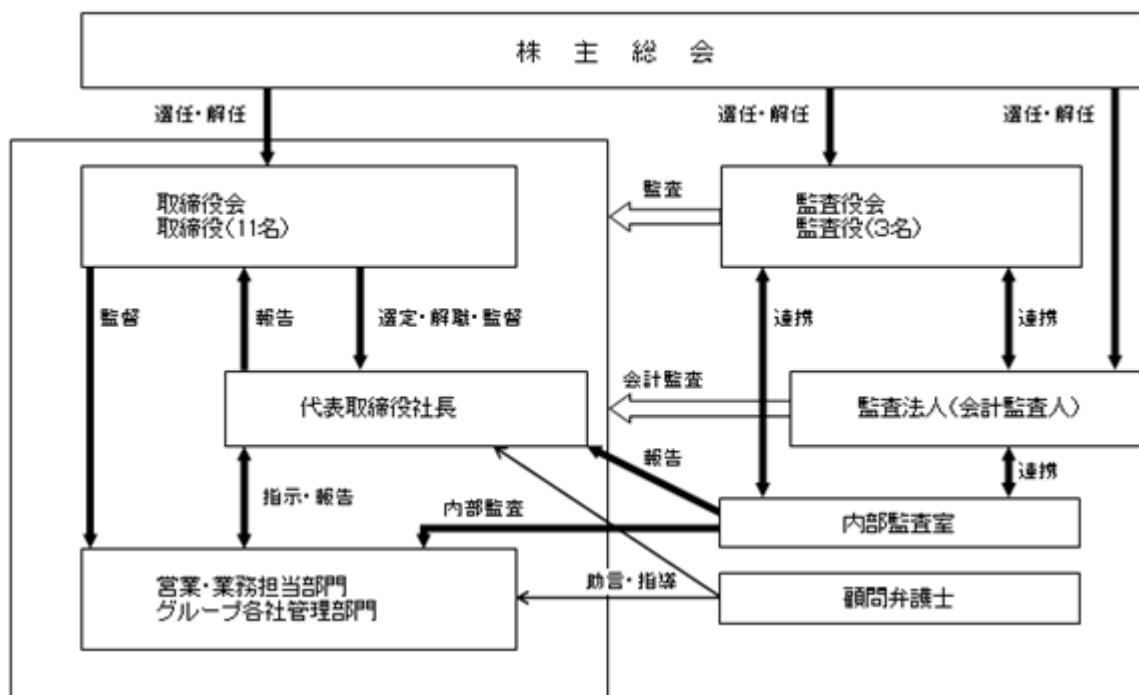 株主総会
選任・解任
選任・解任
選任・解任
取締役会
取締役(11名)
監査
監査役会
監査役(3名)
監督
報告
選定・解職・監督
連携
連携
代表取締役社長
会計監査
監査法人(会計監査人)
報告
連携
指示・報告
内部監査
内部監査室
営業・業務担当部門
グループ各社管理部門
助言・指導
顧問弁護士